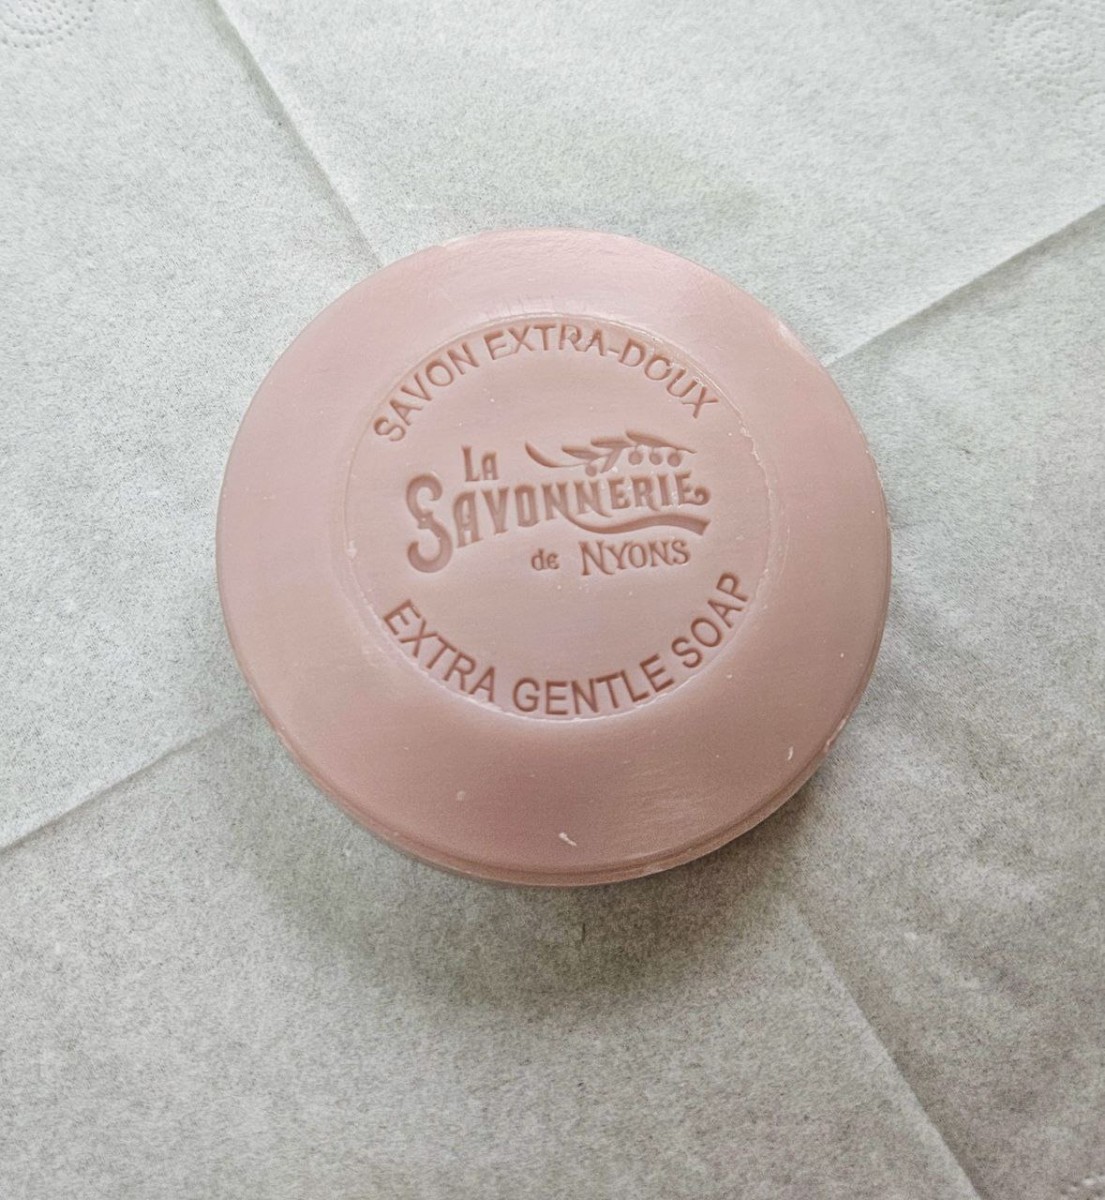 SAVON EXTRA-DOUX
LA
SAVONNERIE
de NYONS
EXTRA GENTLE SOAP